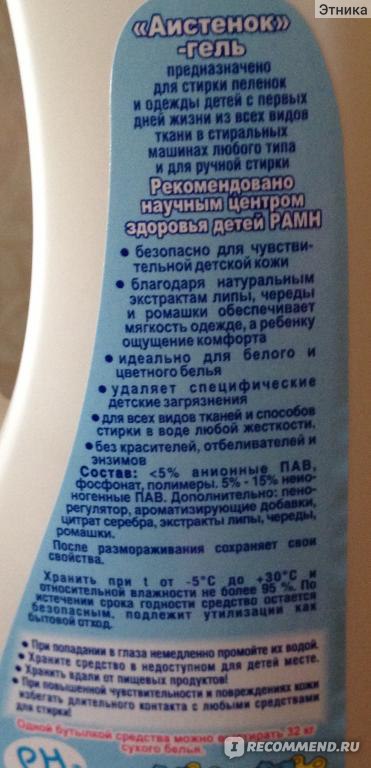 Этника
«Аистенок»
-гель
предназначено
для стирки пеленок
и одежды детей с первых
дней жизни из всех видов
ткани в стиральных
машинах любого типа
и для ручной стирки
Рекомендовано
научным центром
здоровья детей РАМН
• безопасно для чувстви-
тельной детской кожи
• благодаря натуральным
экстрактам липы, череды
и ромашки обеспечивает
мягкость одежде, а ребенку
ощущение комфорта
• идеально для белого и
цветного белья
• удаляет специфические
детские загрязнения
• для всех видов тканей и способов
стирки в воде любой жесткости.
• без красителей, отбеливателей и
энзимов
Состав: <5% анионные ПАВ,
фосфонат, полимеры. 5% - 15% неио-
ногенные ПАВ. Дополнительно: пено-
регулятор, ароматизирующие добавки,
цитрат серебра, экстракты липы, череды,
ромашки.
После размораживания сохраняет свои
свойства.
Хранить при t от -5°С до +30°С и
относительной влажности не более 95 %. По
истечении срока годности средство остается
безопасным, подлежит утилизации как
бытовой отход.
• При попадании в глаза немедленно промойте их водой.
• Храните средство в недоступном для детей месте.
• Хранить вдали от пищевых продуктов!
• При повышенной чувствительности и повреждениях кожи
избегать длительного контакта с любыми средствами
для стирки!
Одной бутылкой средства можно выстирать 32 кг
сухого белья.
PH-
I RECOMMEND.RU